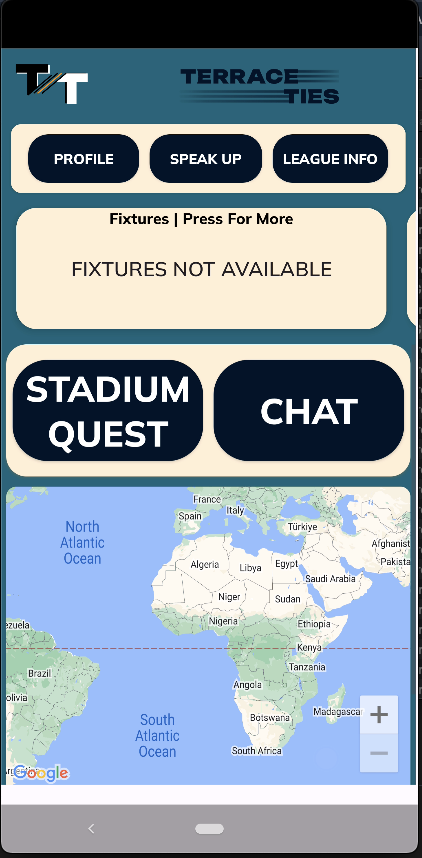 TT
TERRACE
TIES
PROFILE SPEAK UP LEAGUE INFO
Fixtures | Press For More
FIXTURES NOT AVAILABLE
STADIUM
QUEST
CHAT
France
Spain
Italy
Türkiye
North
Atlantic
Ocean
Afghanist
Pakista
Algeria
Libya
Egypt
Saudi Arabia
Niger
Sudan
Nigeria
Ethiopia
ezuela
Kenya
Tanzania
Brazil
Angola
olivia
Madagascar
South
Atlantic
Ocean
Botswana
South Africa
+
−
Google